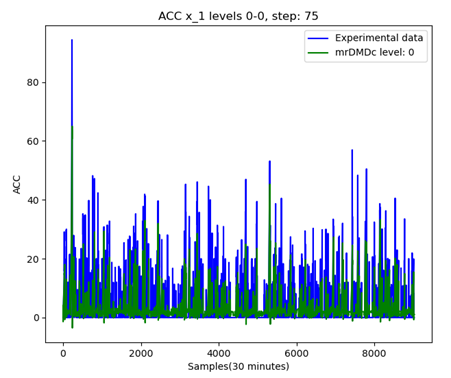 ACC x_1 levels 0-0, step: 75
Experimental data
mrDMDc level: 0
ACC
80
60
40
20
0
0 2000 4000 6000 8000
Samples(30 minutes)